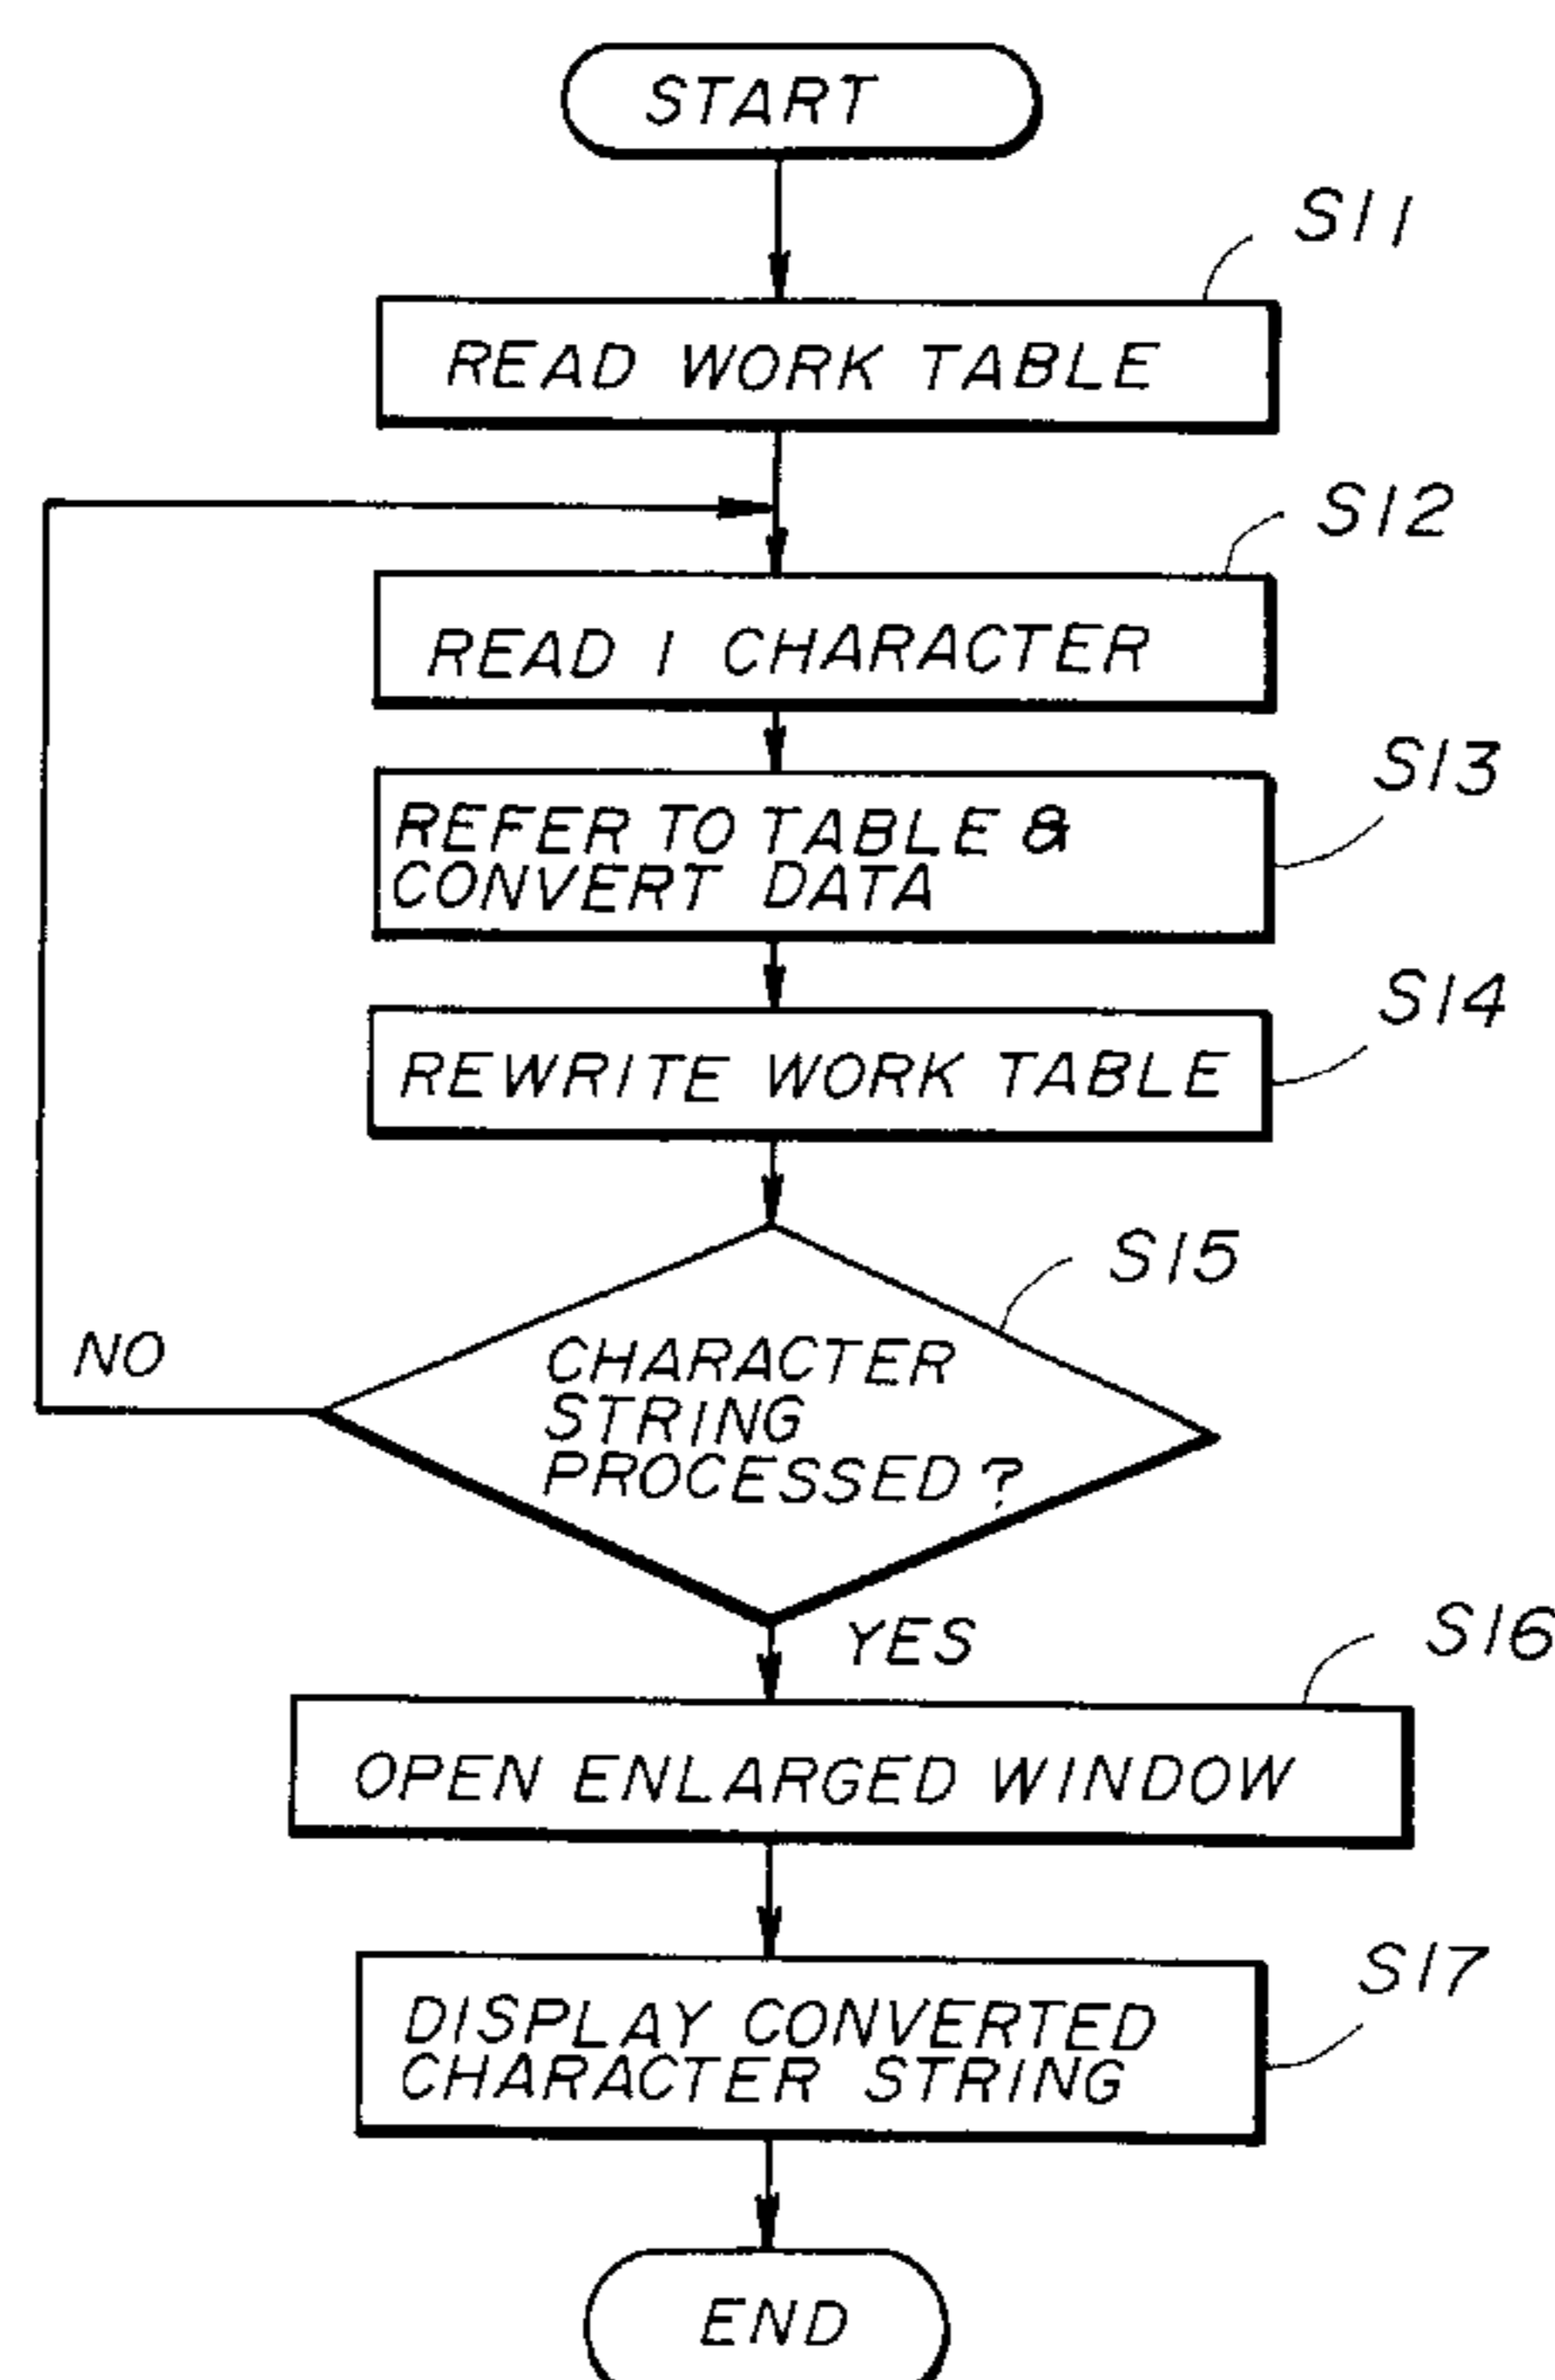 START
S11
READ WORK TABLE
S12
READ 1 CHARACTER
S13
REFER TO TABLE &
CONVERT DATA
S14
REWRITE WORK TABLE
S15
CHARACTER
STRING
PROCESSED?
NO
YES
S16
OPEN ENLARGED WINDOW
S17
DISPLAY CONVERTED
CHARACTER STRING
END